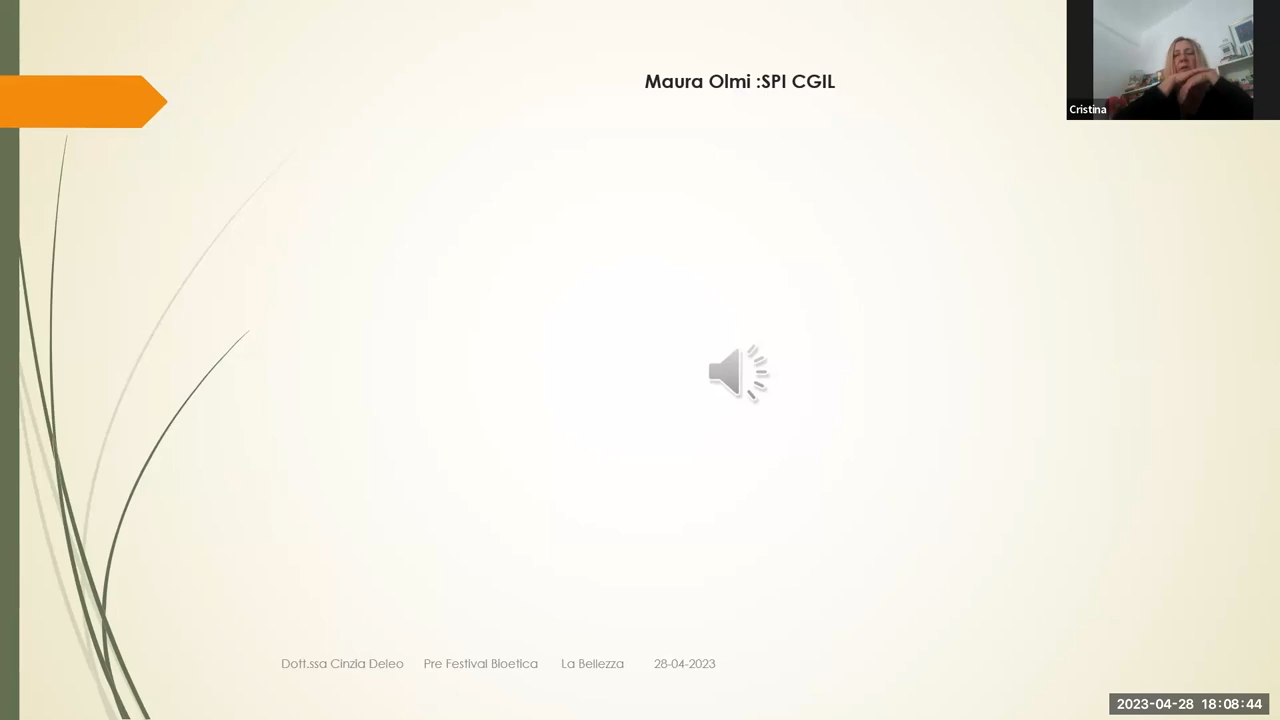 Maura Olmi :SPI CGIL
Cristina
Dott.ssa Cinzia Deleo Pre Festival Bioetica La Bellezza 28-04-2023
2023-04-28 18:08:44